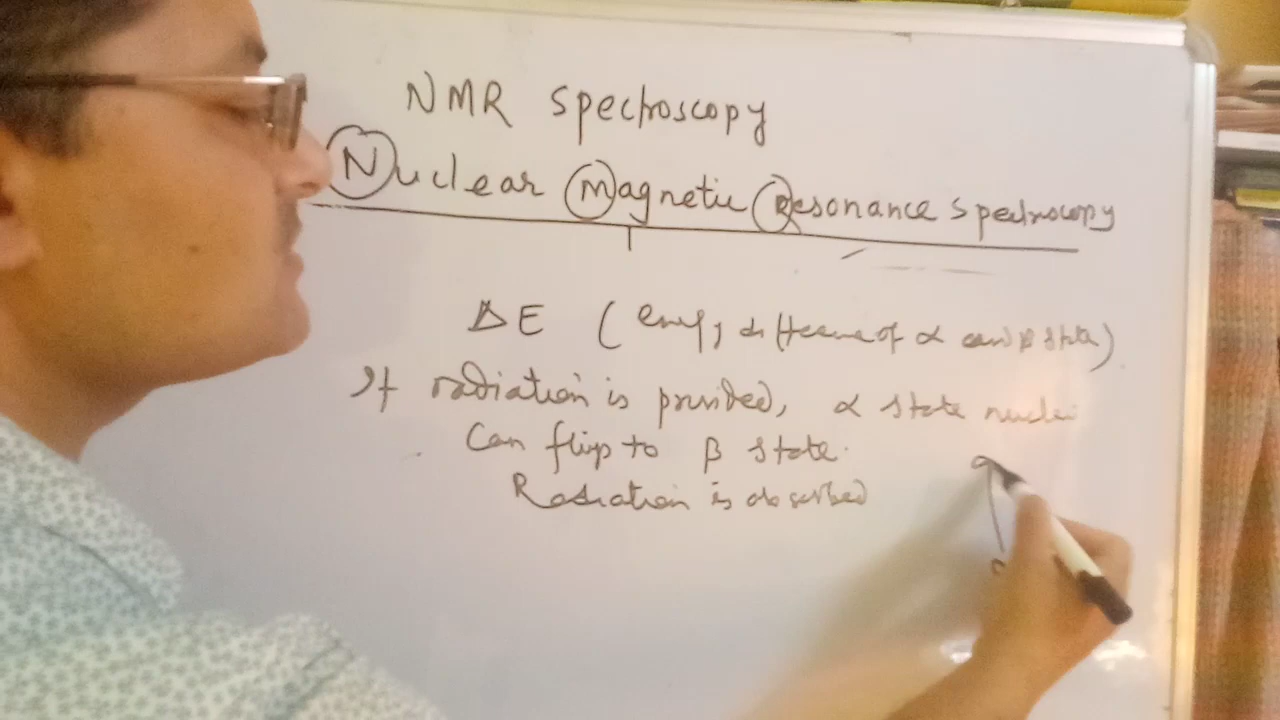 NMR Spectroscopy
Nuclear Magnetic Resonance Spectroscopy
ΔE ( energy difference of α and β state)
If radiation is provided, α state nuclei
Can flip to β state.
Radiation is absorbed